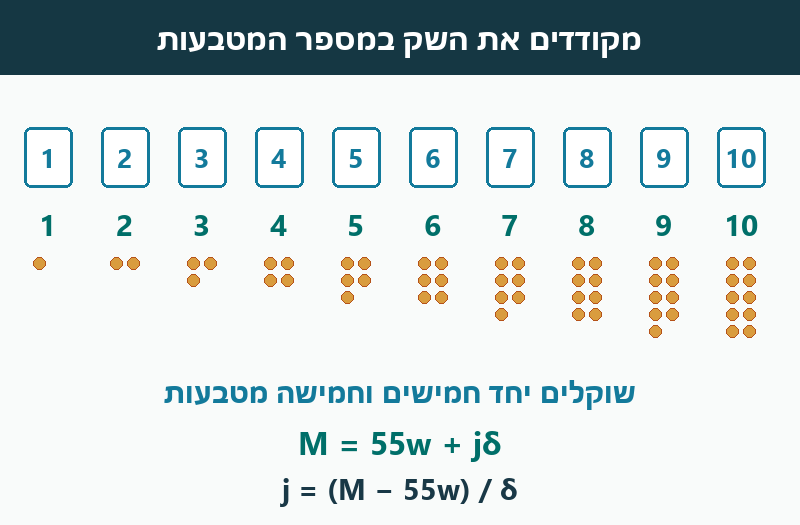 מקודדים את השק במספר המטבעות
1 2 3 4 5 6 7 8 9 10
1 2 3 4 5 6 7 8 9 10
שוקלים יחד חמישים וחמישה מטבעות
M = 55w + jδ
j = (M − 55w) / δ